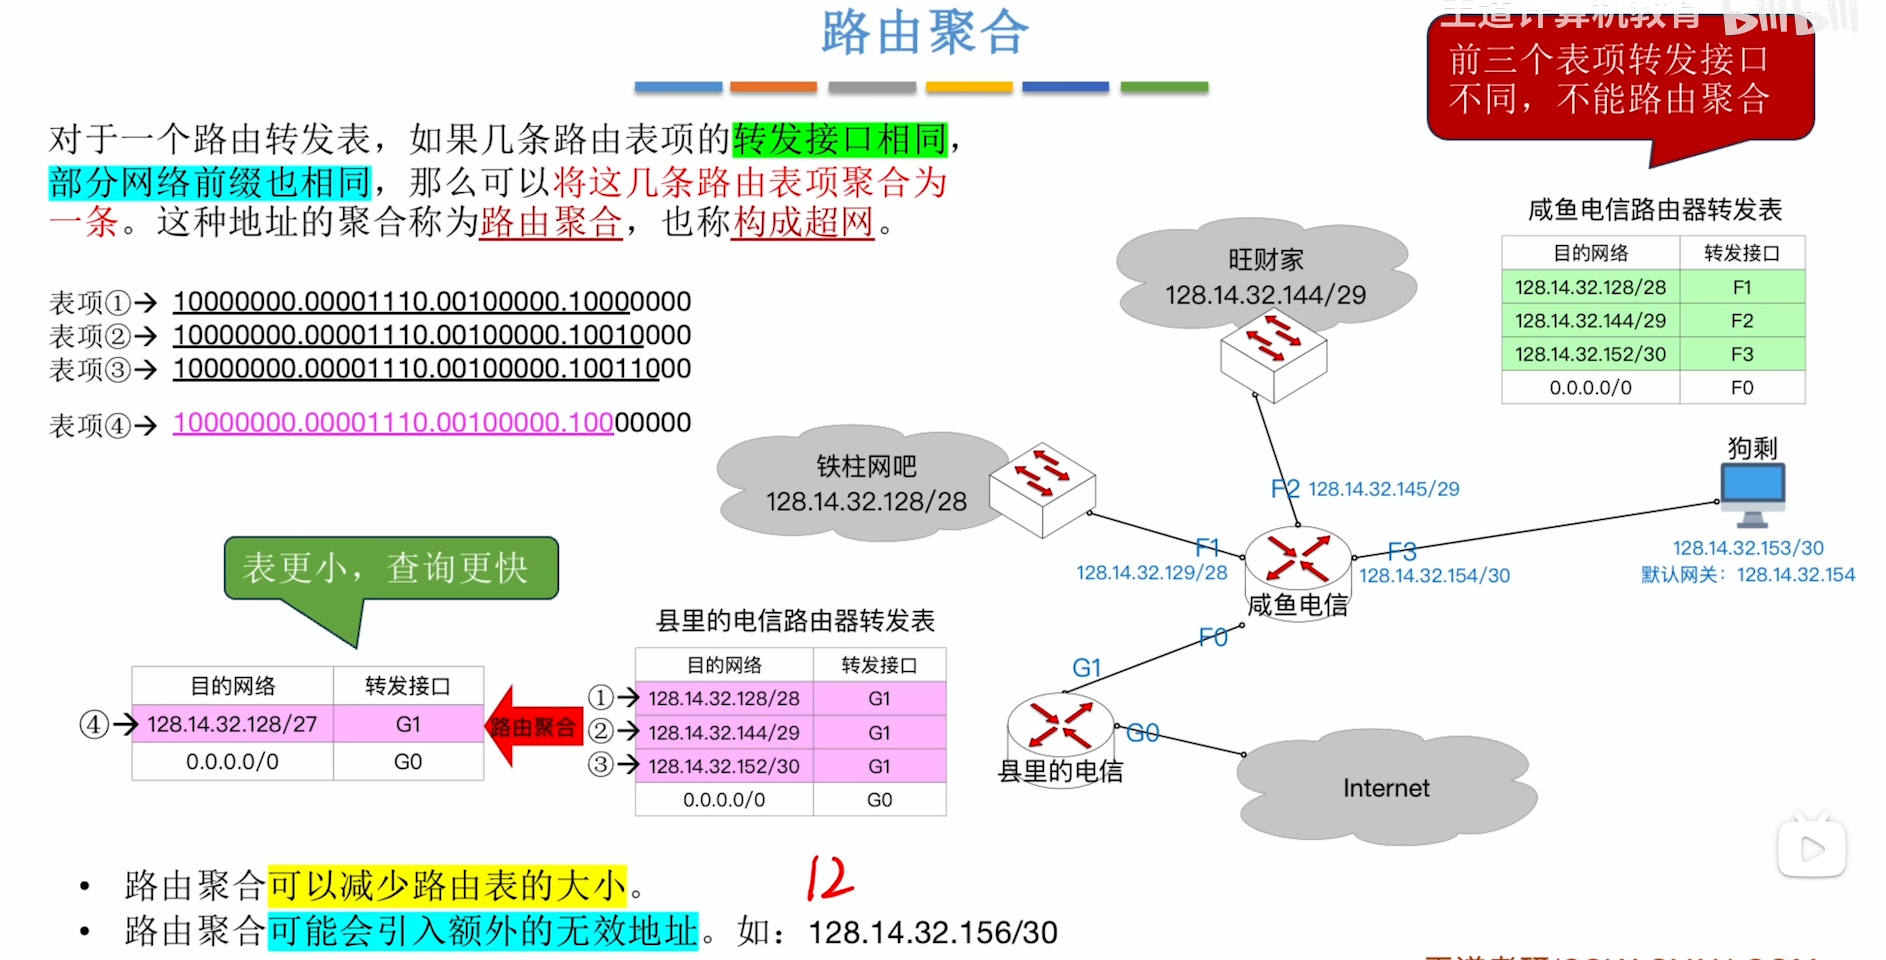 路由聚合
王道计算机教育 bilibili
前三个表项转发接口
不同，不能路由聚合
对于一个路由转发表，如果几条路由表项的转发接口相同，
部分网络前缀也相同，那么可以将这几条路由表项聚合为
一条。这种地址的聚合称为路由聚合，也称构成超网。
表项①→ 10000000.00001110.00100000.10000000
表项②→ 10000000.00001110.00100000.10010000
表项③→ 10000000.00001110.00100000.10011000
表项④→ 10000000.00001110.00100000.10000000
咸鱼电信路由器转发表
目的网络 转发接口
128.14.32.128/28 F1
128.14.32.144/29 F2
128.14.32.152/30 F3
0.0.0.0/0 F0
旺财家
128.14.32.144/29
铁柱网吧
128.14.32.128/28
狗剩
F2 128.14.32.145/29
F1
128.14.32.129/28
F3
128.14.32.154/30
128.14.32.153/30
默认网关：128.14.32.154
咸鱼电信
F0
G1
G0
县里的电信
Internet
表更小，查询更快
目的网络 转发接口
④→ 128.14.32.128/27 G1
0.0.0.0/0 G0
路由聚合
县里的电信路由器转发表
目的网络 转发接口
①→ 128.14.32.128/28 G1
②→ 128.14.32.144/29 G1
③→ 128.14.32.152/30 G1
0.0.0.0/0 G0
• 路由聚合可以减少路由表的大小。
12
• 路由聚合可能会引入额外的无效地址。如：128.14.32.156/30